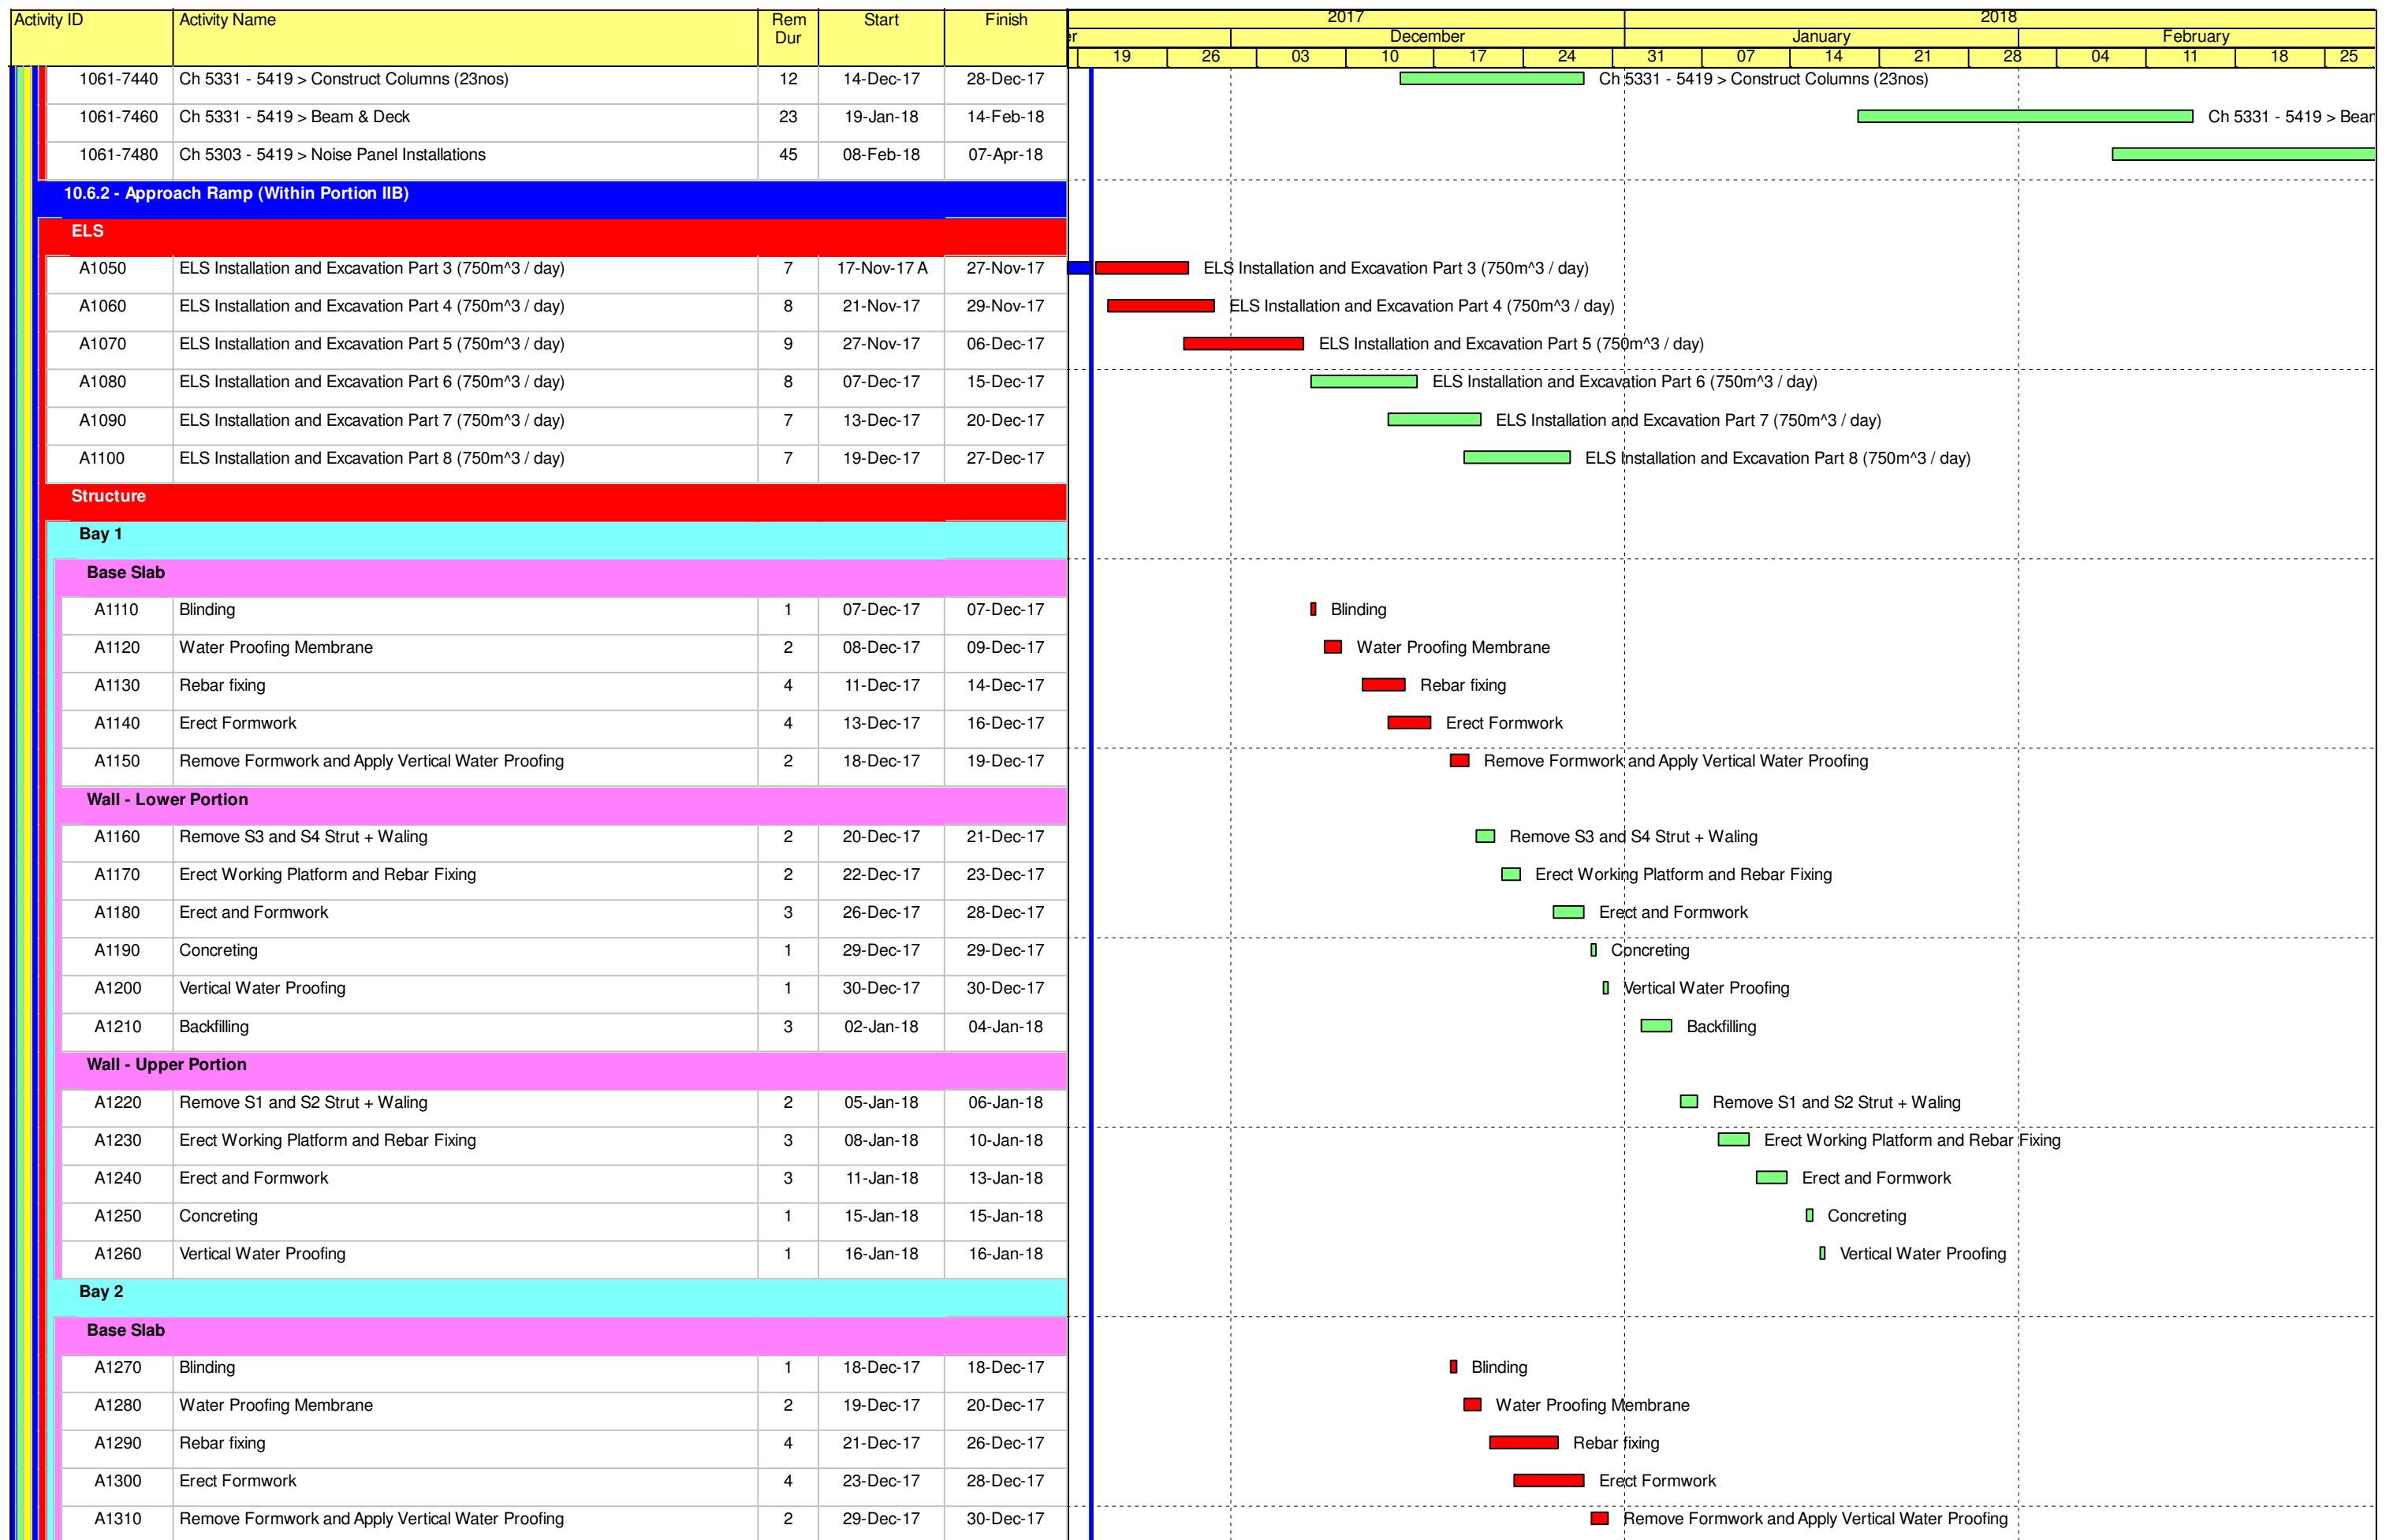 Activity ID Activity Name Rem Dur Start Finish 2017 2018
er December January February
19 26 03 10 17 24 31 07 14 21 28 04 11 18 25
1061-7440 Ch 5331 - 5419 > Construct Columns (23nos) 12 14-Dec-17 28-Dec-17 Ch 5331 - 5419 > Construct Columns (23nos)
1061-7460 Ch 5331 - 5419 > Beam & Deck 23 19-Jan-18 14-Feb-18 Ch 5331 - 5419 > Bear
1061-7480 Ch 5303 - 5419 > Noise Panel Installations 45 08-Feb-18 07-Apr-18
10.6.2 - Approach Ramp (Within Portion IIB)
ELS
A1050 ELS Installation and Excavation Part 3 (750m^3 / day) 7 17-Nov-17 A 27-Nov-17 ELS Installation and Excavation Part 3 (750m^3 / day)
A1060 ELS Installation and Excavation Part 4 (750m^3 / day) 8 21-Nov-17 29-Nov-17 ELS Installation and Excavation Part 4 (750m^3 / day)
A1070 ELS Installation and Excavation Part 5 (750m^3 / day) 9 27-Nov-17 06-Dec-17 ELS Installation and Excavation Part 5 (750m^3 / day)
A1080 ELS Installation and Excavation Part 6 (750m^3 / day) 8 07-Dec-17 15-Dec-17 ELS Installation and Excavation Part 6 (750m^3 / day)
A1090 ELS Installation and Excavation Part 7 (750m^3 / day) 7 13-Dec-17 20-Dec-17 ELS Installation and Excavation Part 7 (750m^3 / day)
A1100 ELS Installation and Excavation Part 8 (750m^3 / day) 7 19-Dec-17 27-Dec-17 ELS Installation and Excavation Part 8 (750m^3 / day)
Structure
Bay 1
Base Slab
A1110 Blinding 1 07-Dec-17 07-Dec-17 Blinding
A1120 Water Proofing Membrane 2 08-Dec-17 09-Dec-17 Water Proofing Membrane
A1130 Rebar fixing 4 11-Dec-17 14-Dec-17 Rebar fixing
A1140 Erect Formwork 4 13-Dec-17 16-Dec-17 Erect Formwork
A1150 Remove Formwork and Apply Vertical Water Proofing 2 18-Dec-17 19-Dec-17 Remove Formwork and Apply Vertical Water Proofing
Wall - Lower Portion
A1160 Remove S3 and S4 Strut + Waling 2 20-Dec-17 21-Dec-17 Remove S3 and S4 Strut + Waling
A1170 Erect Working Platform and Rebar Fixing 2 22-Dec-17 23-Dec-17 Erect Working Platform and Rebar Fixing
A1180 Erect and Formwork 3 26-Dec-17 28-Dec-17 Erect and Formwork
A1190 Concreting 1 29-Dec-17 29-Dec-17 Concreting
A1200 Vertical Water Proofing 1 30-Dec-17 30-Dec-17 Vertical Water Proofing
A1210 Backfilling 3 02-Jan-18 04-Jan-18 Backfilling
Wall - Upper Portion
A1220 Remove S1 and S2 Strut + Waling 2 05-Jan-18 06-Jan-18 Remove S1 and S2 Strut + Waling
A1230 Erect Working Platform and Rebar Fixing 3 08-Jan-18 10-Jan-18 Erect Working Platform and Rebar Fixing
A1240 Erect and Formwork 3 11-Jan-18 13-Jan-18 Erect and Formwork
A1250 Concreting 1 15-Jan-18 15-Jan-18 Concreting
A1260 Vertical Water Proofing 1 16-Jan-18 16-Jan-18 Vertical Water Proofing
Bay 2
Base Slab
A1270 Blinding 1 18-Dec-17 18-Dec-17 Blinding
A1280 Water Proofing Membrane 2 19-Dec-17 20-Dec-17 Water Proofing Membrane
A1290 Rebar fixing 4 21-Dec-17 26-Dec-17 Rebar fixing
A1300 Erect Formwork 4 23-Dec-17 28-Dec-17 Erect Formwork
A1310 Remove Formwork and Apply Vertical Water Proofing 2 29-Dec-17 30-Dec-17 Remove Formwork and Apply Vertical Water Proofing